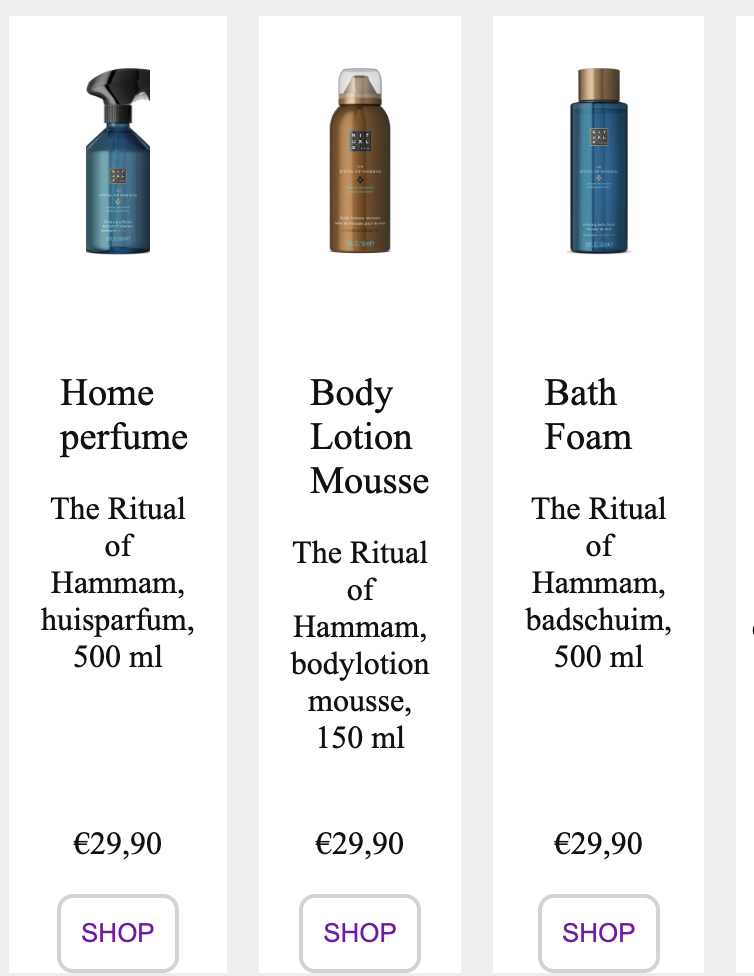 Home
perfume
The Ritual
of
Hammam,
huisparfum,
500 ml
€29,90
SHOP
Body
Lotion
Mousse
The Ritual
of
Hammam,
bodylotion
mousse,
150 ml
€29,90
SHOP
Bath
Foam
The Ritual
of
Hammam,
badschuim,
500 ml
€29,90
SHOP